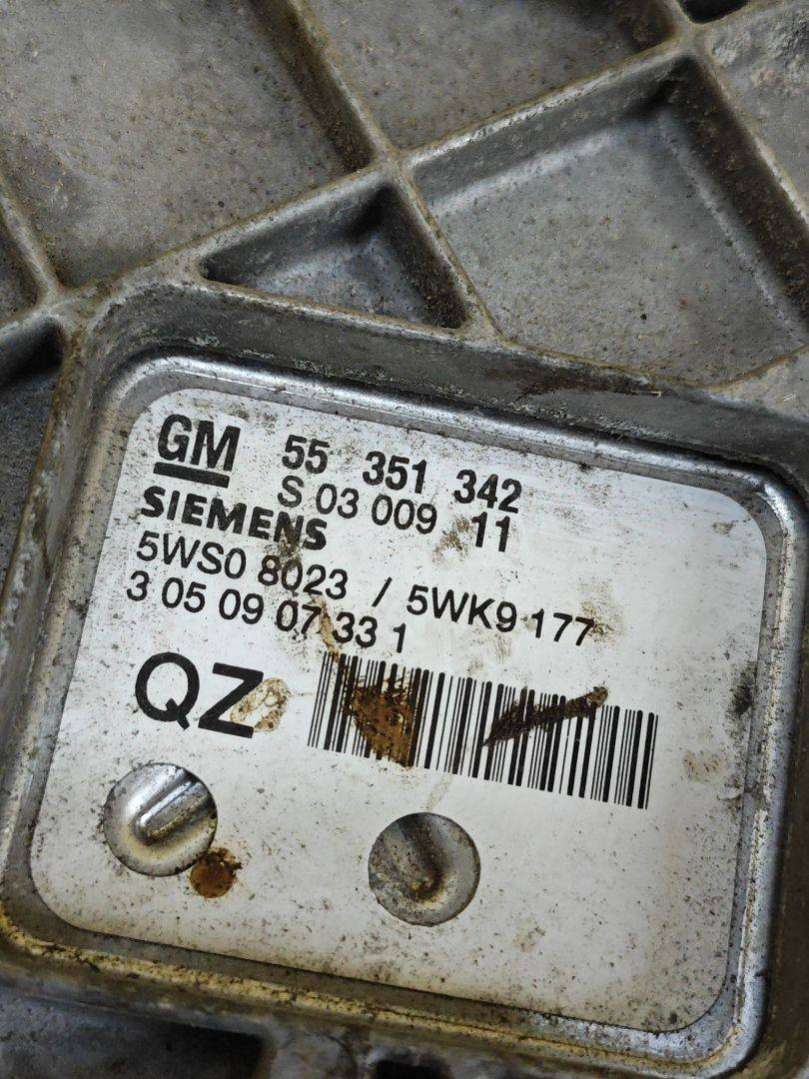 GM 55 351 342
S 03 009 11
SIEMENS
5WS0 8023 / 5WK9 177
3 05 09 07 33 1
QZ